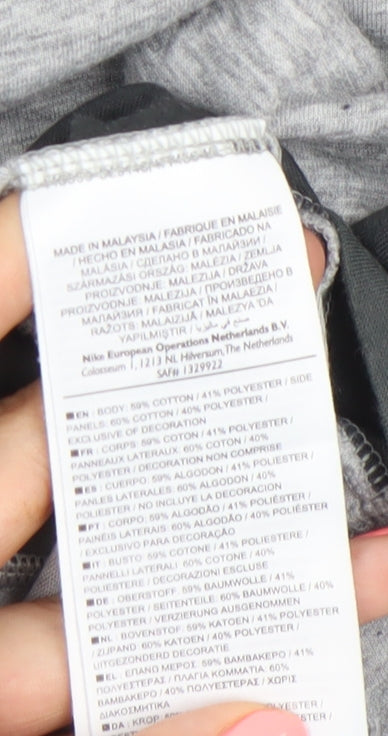 MADE IN MALAYSIA / FABRIQUE EN MALAISIE
/ HECHO EN MALASIA / FABRICADO NA
MALÁSIA / СДЕЛАНО В МАЛАЙЗИИ /
SZÁRMAZÁSI ORSZÁG: MALÉZIA / ZEMLJA
PROIZVODNJE: MALEZIJA / DRŽAVA
PROIZVODNJE: MALEZIJA / ПРОИЗВЕДЕНО В
МАЛАЙЗИЯ / FABRICAT ÎN MALAEZIA /
RAŽOTS: MALAIZIJĀ / MALEZYA 'DA
YAPILMIŞTIR / صنع في ماليزيا
Nike European Operations Netherlands B.V.
Colosseum 1, 1213 NL Hilversum, The Netherlands
SAF# 1329922
EN : BODY: 59% COTTON / 41% POLYESTER / SIDE
PANELS: 60% COTTON / 40% POLYESTER /
EXCLUSIVE OF DECORATION
FR : CORPS: 59% COTON / 41% POLYESTER /
PANNEAUX LATERAUX: 60% COTON / 40%
POLYESTER / DECORATION NON COMPRISE
ES : CUERPO: 59% ALGODON / 41% POLIESTER /
PANLES LATERALES: 60% ALGODON / 40%
POLIESTER / NO INCLUYE LA DECORACION
PT : CORPO: 59% ALGODÃO / 41% POLIÉSTER /
PAINÉIS LATERAIS: 60% ALGODÃO / 40% POLIÉSTER
/ EXCLUSIVO PARA DECORAÇÃO
IT : BUSTO: 59% COTONE / 41% POLIESTERE /
PANNELLI LATERALI: 60% COTONE / 40%
POLIESTERE / DECORAZIONI ESCLUSE
DE : OBERSTOFF: 59% BAUMWOLLE / 41%
POLYESTER / SEITENTEILE: 60% BAUMWOLLE / 40%
POLYESTER / VERZIERUNG AUSGENOMMEN
NL : BOVENSTOF: 59% KATOEN / 41% POLYESTER
/ ZIJPAND: 60% KATOEN / 40% POLYESTER /
UITGEZONDERD DECORATIE
EL : ΕΠΑΝΩ ΜΕΡΟΣ: 59% ΒΑΜΒΑΚΕΡΟ / 41%
ΠΟΛΥΕΣΤΕΡΑΣ / ΠΛΑΓΙΑ ΚΟΜΜΑΤΙΑ: 60%
ΒΑΜΒΑΚΕΡΟ / 40% ΠΟΛΥΕΣΤΕΡΑΣ / ΧΩΡΙΣ
ΔΙΑΚΟΣΜΗΤΙΚΑ
DA : KROP: 59%